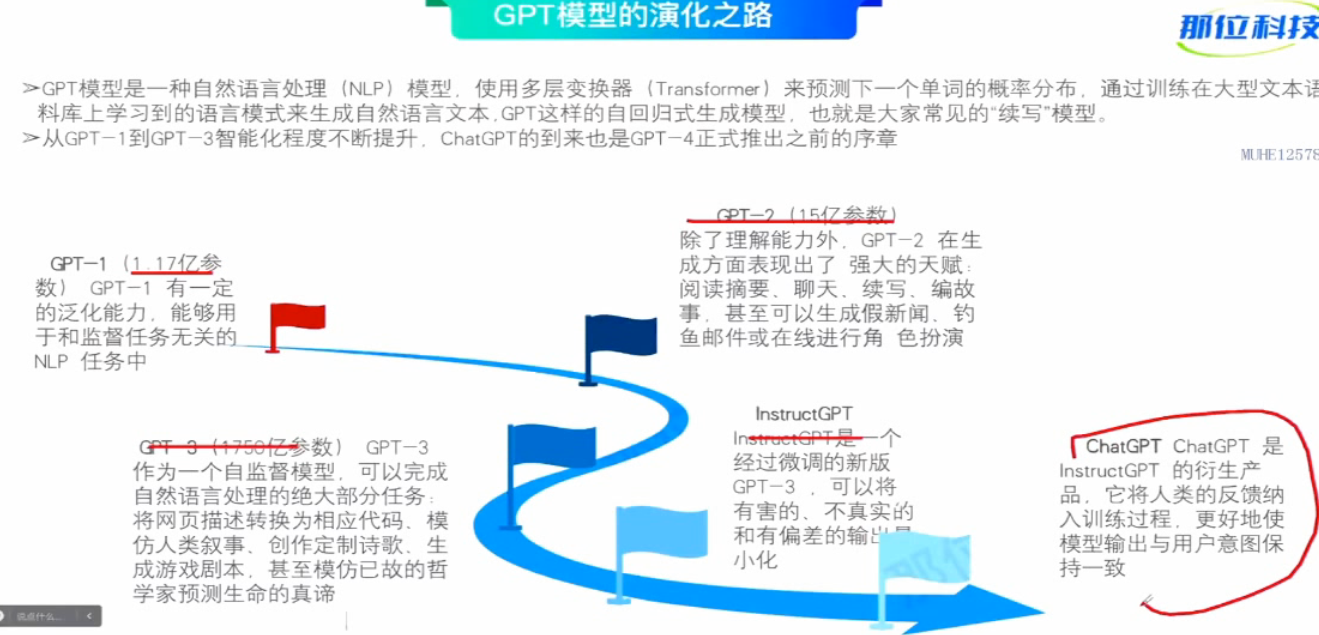 GPT模型的演化之路
那位科技
➢GPT模型是一种自然语言处理（NLP）模型，使用多层变换器（Transformer）来预测下一个单词的概率分布，通过训练在大型文本语
料库上学习到的语言模式来生成自然语言文本,GPT这样的自回归式生成模型，也就是大家常见的“续写”模型。
➢从GPT-1到GPT-3智能化程度不断提升，ChatGPT的到来也是GPT-4正式推出之前的序章
MUHE12578
GPT-1（1.17亿参
数） GPT-1 有一定
的泛化能力，能够用
于和监督任务无关的
NLP 任务中
GPT-2（15亿参数）
除了理解能力外，GPT-2 在生
成方面表现出了 强大的天赋：
阅读摘要、聊天、续写、编故
事，甚至可以生成假新闻、钓
鱼邮件或在线进行角 色扮演
GPT-3（1750亿参数） GPT-3
作为一个自监督模型，可以完成
自然语言处理的绝大部分任务：
将网页描述转换为相应代码、模
仿人类叙事、创作定制诗歌、生
成游戏剧本，甚至模仿已故的哲
学家预测生命的真谛
InstructGPT
InstructGPT是一个
经过微调的新版
GPT-3 ，可以将
有害的、不真实的
和有偏差的输出最
小化
ChatGPT ChatGPT 是
InstructGPT 的衍生产
品，它将人类的反馈纳
入训练过程，更好地使
模型输出与用户意图保
持一致
说点什么...